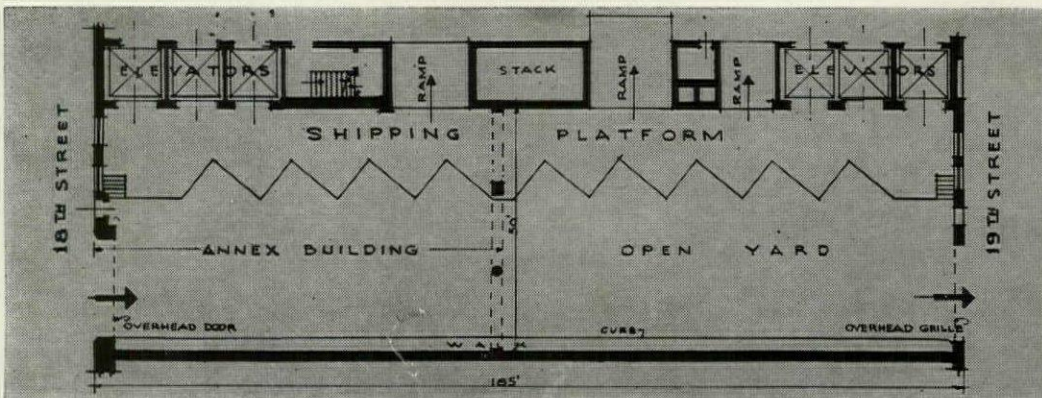 ELEVATORS
RAMP
STACK
RAMP
RAMP
ELEVATORS
SHIPPING PLATFORM
18TH STREET
19TH STREET
50'
ANNEX BUILDING
OPEN YARD
OVERHEAD DOOR
CURB
OVERHEAD GRILLE
WALK
185'